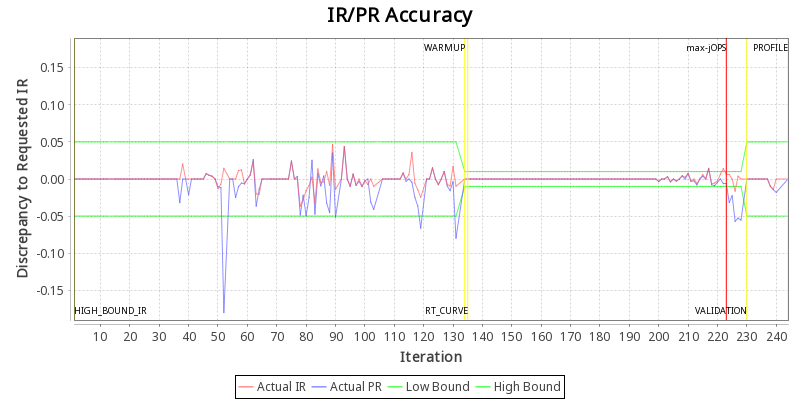 IR/PR Accuracy
Discrepancy to Requested IR
0.15
0.10
0.05
0.00
-0.05
-0.10
-0.15
WARMUP
max-jOPS
PROFILE
HIGH_BOUND_IR
RT_CURVE
VALIDATION
10 20 30 40 50 60 70 80 90 100 110 120 130 140 150 160 170 180 190 200 210 220 230 240
Iteration
Actual IR Actual PR Low Bound High Bound